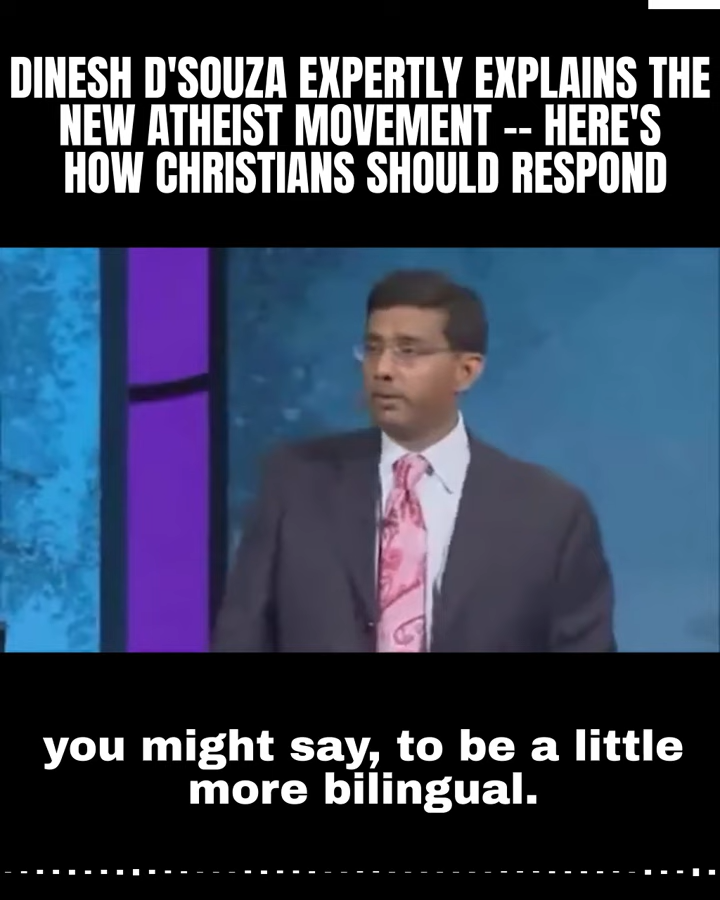 DINESH D'SOUZA EXPERTLY EXPLAINS THE
NEW ATHEIST MOVEMENT -- HERE'S
HOW CHRISTIANS SHOULD RESPOND
you might say, to be a little
more bilingual.